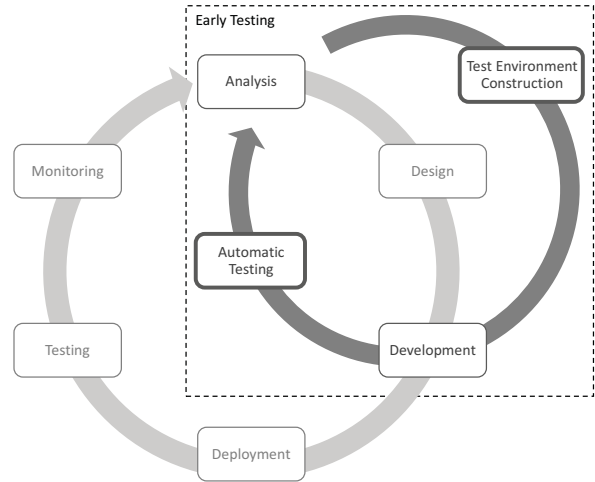 Early Testing
Analysis
Test Environment
Construction
Monitoring
Design
Automatic
Testing
Testing
Development
Deployment